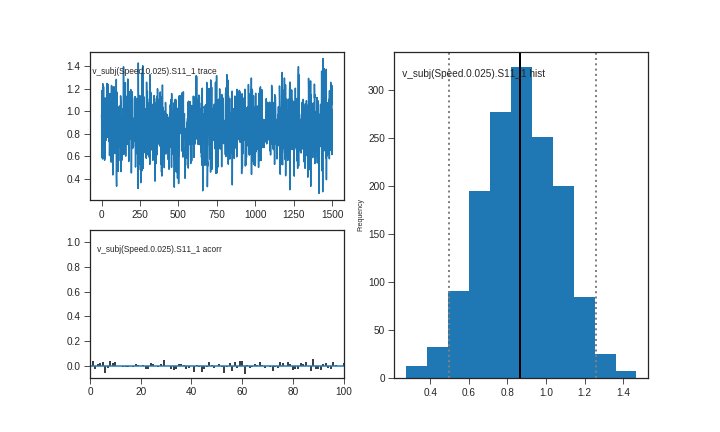 v_subj(Speed.0.025).S11_1 trace
1.4
1.2
1.0
0.8
0.6
0.4
0 250 500 750 1000 1250 1500
v_subj(Speed.0.025).S11_1 acorr
1.0
0.8
0.6
0.4
0.2
0.0
0 20 40 60 80 100
v_subj(Speed.0.025).S11_1 hist
Frequency
300
250
200
150
100
50
0
0.4 0.6 0.8 1.0 1.2 1.4